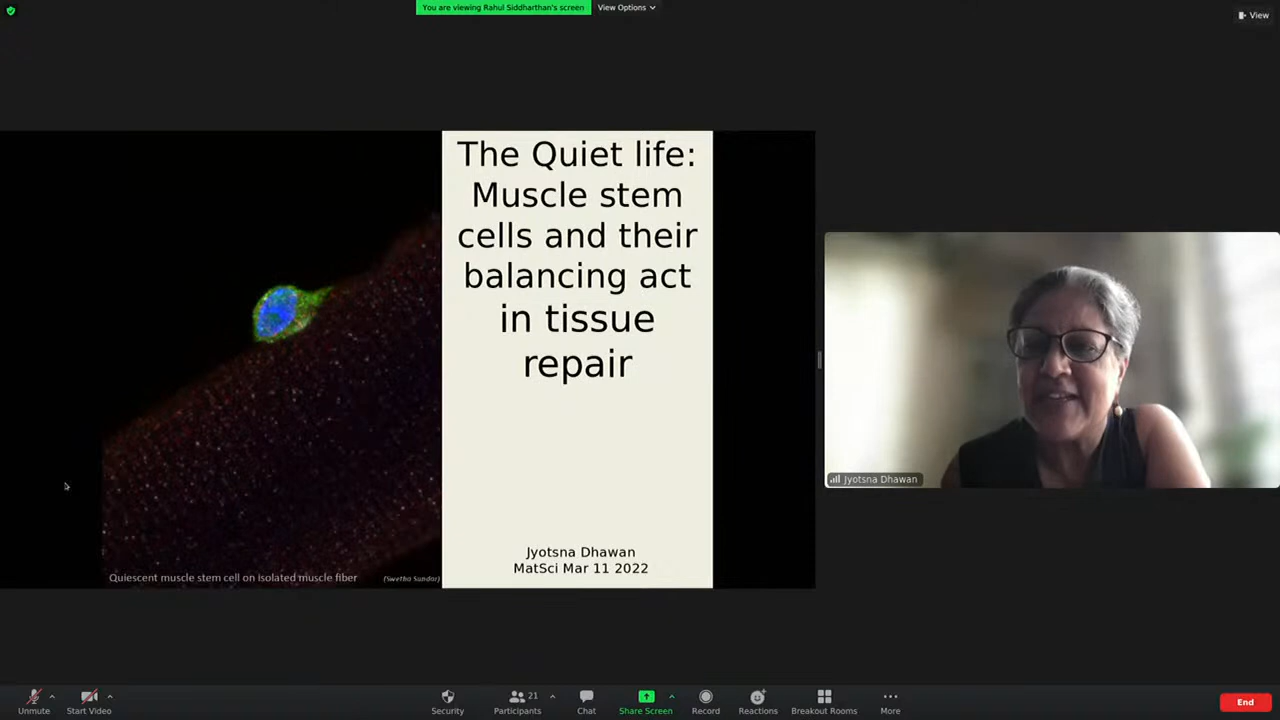 You are viewing Rahul Siddharthan's screen
View Options
View
The Quiet life:
Muscle stem
cells and their
balancing act
in tissue
repair
Jyotsna Dhawan
MatSci Mar 11 2022
Quiescent muscle stem cell on isolated muscle fiber
(Swetha Sundar)
Jyotsna Dhawan
Unmute
Start Video
Security
21
Participants
Chat
Share Screen
Record
Reactions
Breakout Rooms
More
End